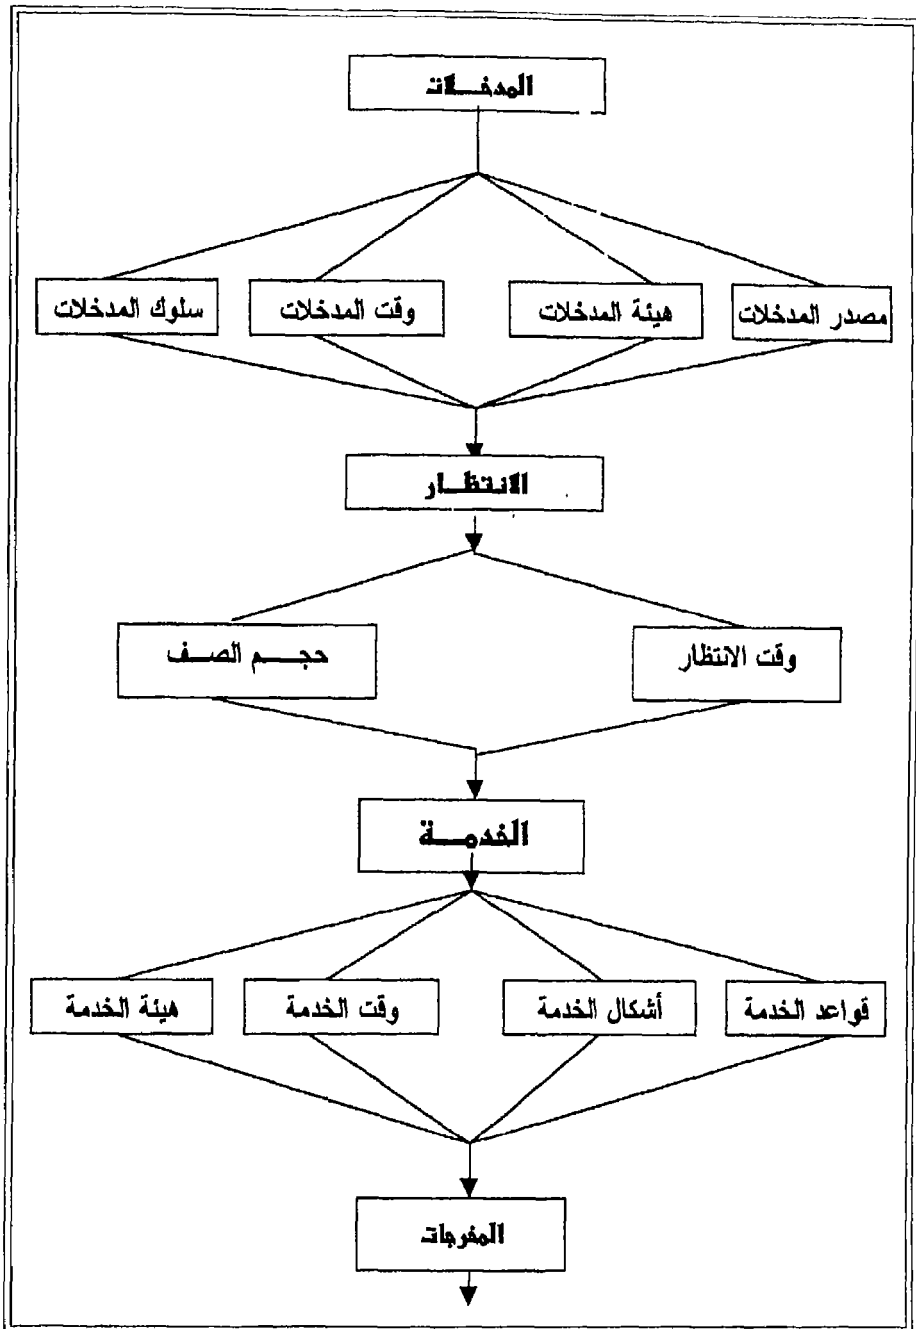 المدخلات
مصدر المدخلات
هيئة المدخلات
وقت المدخلات
سلوك المدخلات
الانتظار
وقت الانتظار
حجم الصف
الخدمة
قواعد الخدمة
أشكال الخدمة
وقت الخدمة
هيئة الخدمة
المخرجات